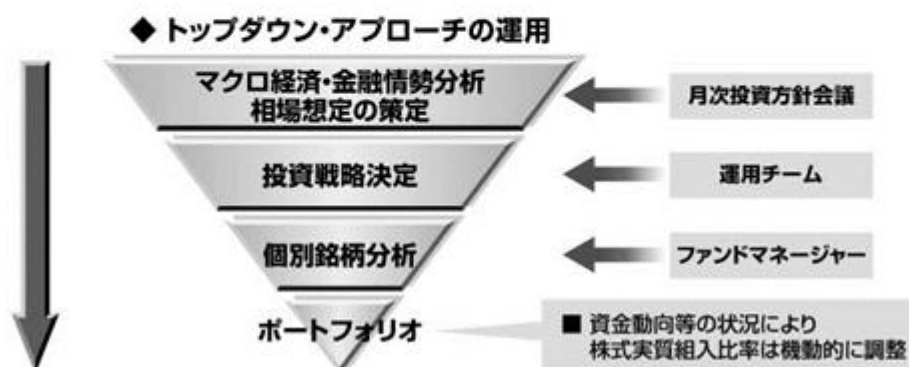 ◆ トップダウン・アプローチの運用
マクロ経済・金融情勢分析
相場想定の策定
月次投資方針会議
投資戦略決定
運用チーム
個別銘柄分析
ファンドマネージャー
ポートフォリオ
■ 資金動向等の状況により
株式実質組入比率は機動的に調整